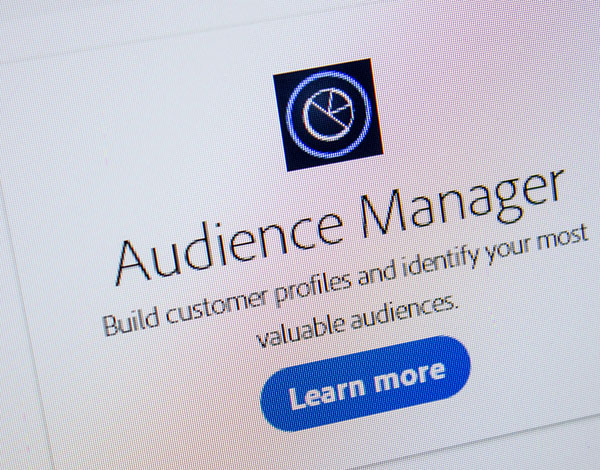 Audience Manager
Build customer profiles and identify your most
valuable audiences.
Learn more